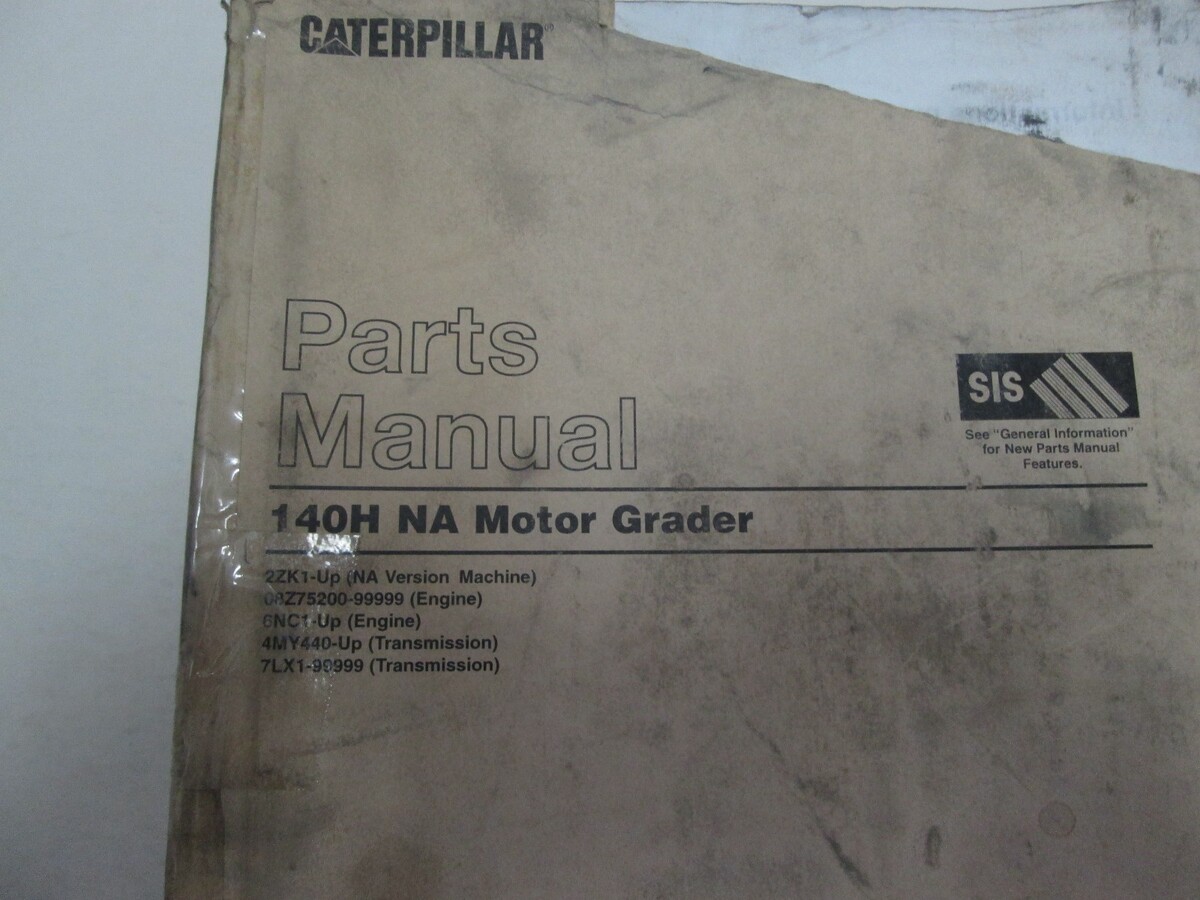 CATERPILLAR®
Parts
Manual
SIS
See "General Information"
for New Parts Manual
Features.
140H NA Motor Grader
2ZK1-Up (NA Version Machine)
08Z75200-99999 (Engine)
6NC1-Up (Engine)
4MY440-Up (Transmission)
7LX1-99999 (Transmission)